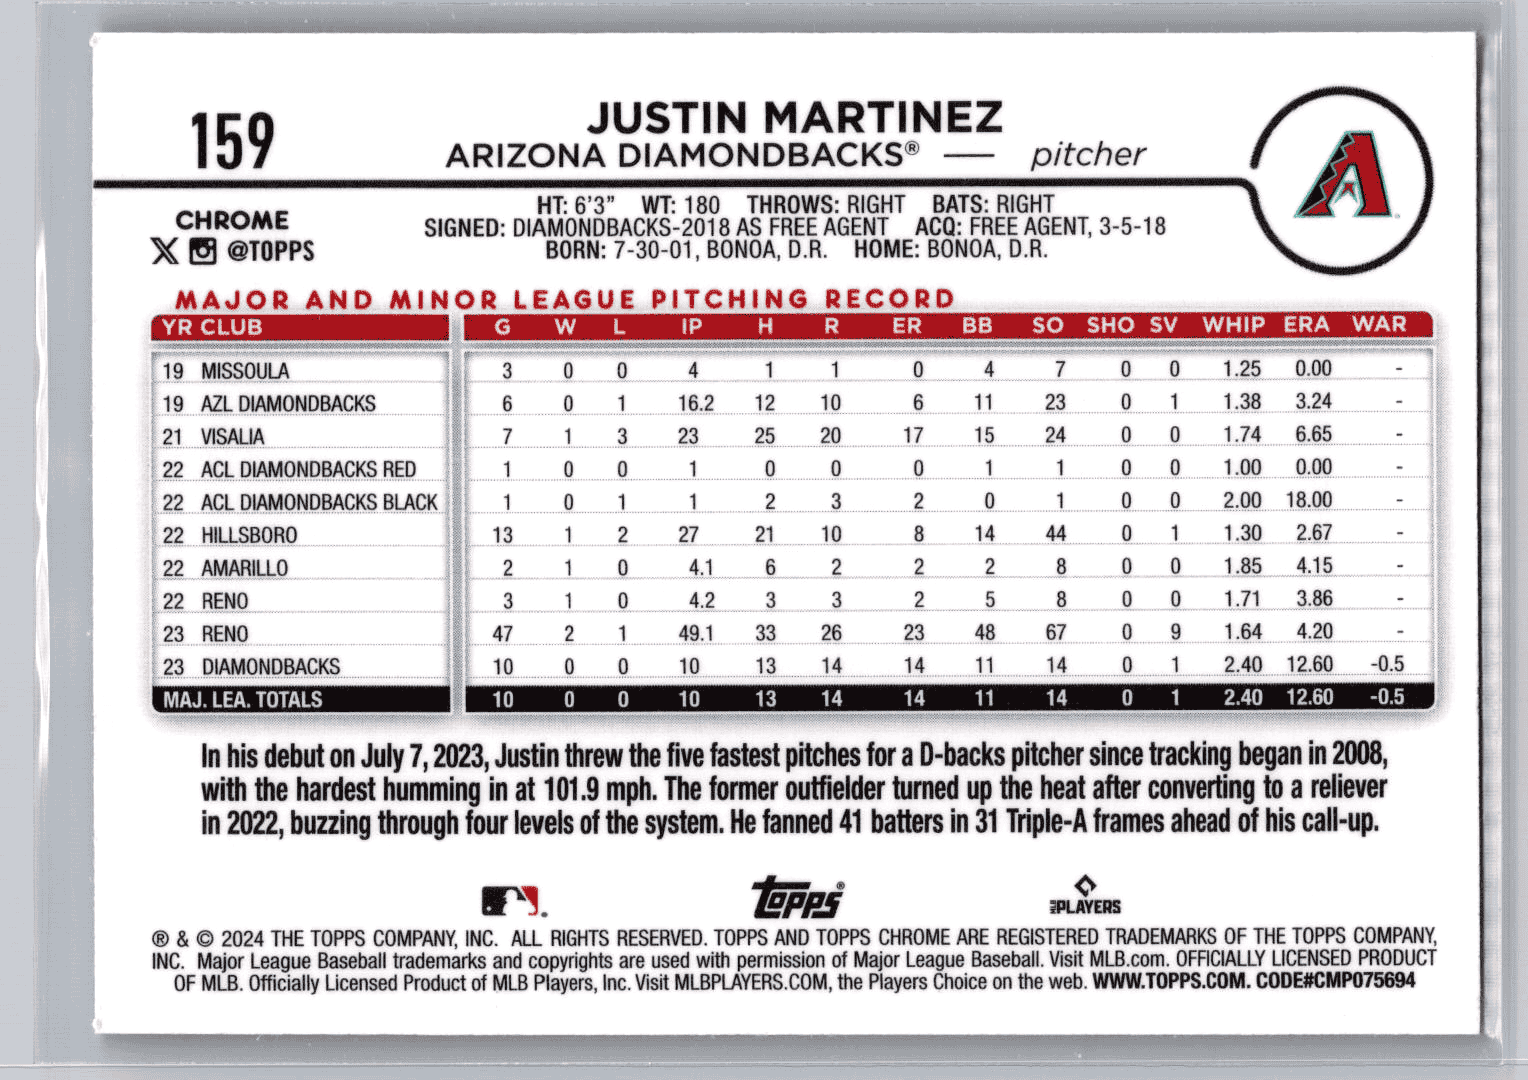 159
JUSTIN MARTINEZ
ARIZONA DIAMONDBACKS® — pitcher
CHROME
@TOPPS
HT: 6'3" WT: 180 THROWS: RIGHT BATS: RIGHT
SIGNED: DIAMONDBACKS-2018 AS FREE AGENT ACQ: FREE AGENT, 3-5-18
BORN: 7-30-01, BONOA, D.R. HOME: BONOA, D.R.
MAJOR AND MINOR LEAGUE PITCHING RECORD
YR CLUB G W L IP H R ER BB SO SHO SV WHIP ERA WAR
19 MISSOULA 3 0 0 4 1 1 0 4 7 0 0 1.25 0.00 -
19 AZL DIAMONDBACKS 6 0 1 16.2 12 10 6 11 23 0 1 1.38 3.24 -
21 VISALIA 7 1 3 23 25 20 17 15 24 0 0 1.74 6.65 -
22 ACL DIAMONDBACKS RED 1 0 0 1 0 0 0 1 1 0 0 1.00 0.00 -
22 ACL DIAMONDBACKS BLACK 1 0 1 1 2 3 2 0 1 0 0 2.00 18.00 -
22 HILLSBORO 13 1 2 27 21 10 8 14 44 0 1 1.30 2.67 -
22 AMARILLO 2 1 0 4.1 6 2 2 2 8 0 0 1.85 4.15 -
22 RENO 3 1 0 4.2 3 3 2 5 8 0 0 1.71 3.86 -
23 RENO 47 2 1 49.1 33 26 23 48 67 0 9 1.64 4.20 -
23 DIAMONDBACKS 10 0 0 10 13 14 14 11 14 0 1 2.40 12.60 -0.5
MAJ. LEA. TOTALS 10 0 0 10 13 14 14 11 14 0 1 2.40 12.60 -0.5
In his debut on July 7, 2023, Justin threw the five fastest pitches for a D-backs pitcher since tracking began in 2008,
with the hardest humming in at 101.9 mph. The former outfielder turned up the heat after converting to a reliever
in 2022, buzzing through four levels of the system. He fanned 41 batters in 31 Triple-A frames ahead of his call-up.
topps®
MLB PLAYERS
® & © 2024 THE TOPPS COMPANY, INC. ALL RIGHTS RESERVED. TOPPS AND TOPPS CHROME ARE REGISTERED TRADEMARKS OF THE TOPPS COMPANY,
INC. Major League Baseball trademarks and copyrights are used with permission of Major League Baseball. Visit MLB.com. OFFICIALLY LICENSED PRODUCT
OF MLB. Officially Licensed Product of MLB Players, Inc. Visit MLBPLAYERS.COM, the Players Choice on the web. WWW.TOPPS.COM. CODE#CMP075694